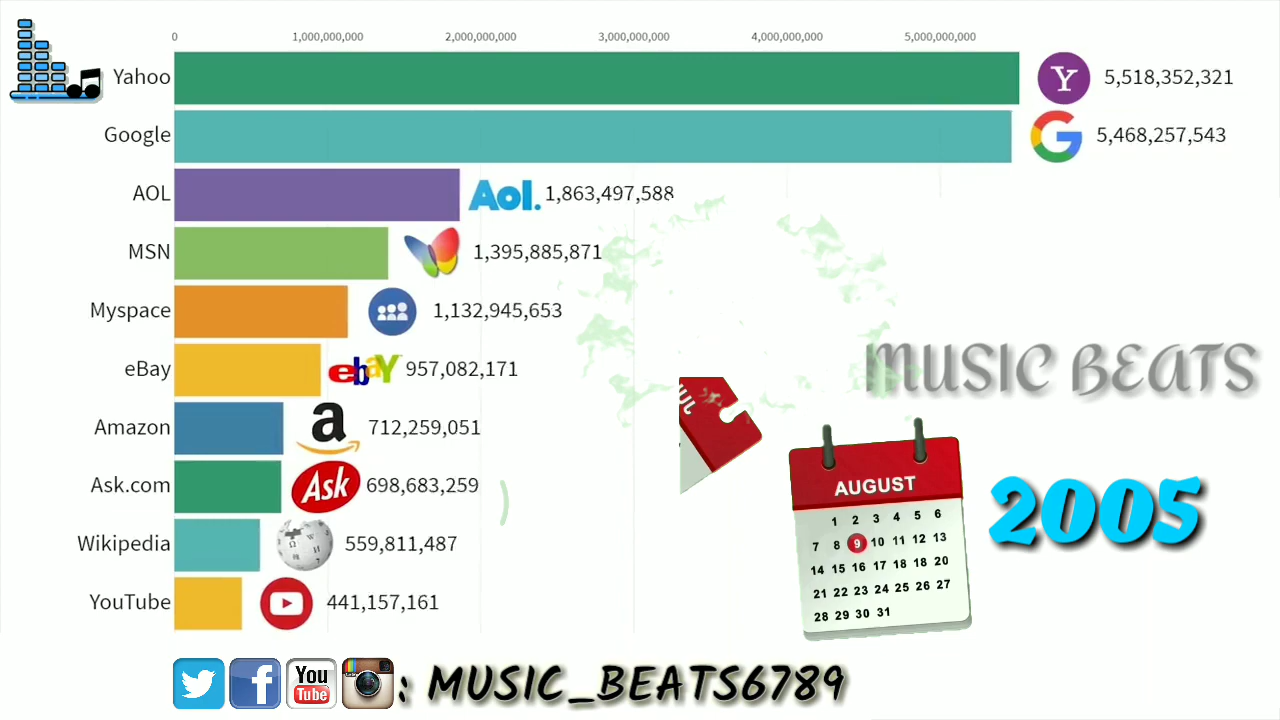 0 1,000,000,000 2,000,000,000 3,000,000,000 4,000,000,000 5,000,000,000
Yahoo Y 5,518,352,321
Google G 5,468,257,543
AOL Aol. 1,863,497,588
MSN 1,395,885,871
Myspace 1,132,945,653
eBay ebaY 957,082,171
Amazon a 712,259,051
Ask.com Ask 698,683,259
Wikipedia 559,811,487
YouTube 441,157,161
MUSIC BEATS
2005
AUGUST
1 2 3 4 5 6
7 8 9 10 11 12 13
14 15 16 17 18 18 20
21 22 23 24 25 26 27
28 29 30 31
f You Tube : MUSIC_BEATS6789